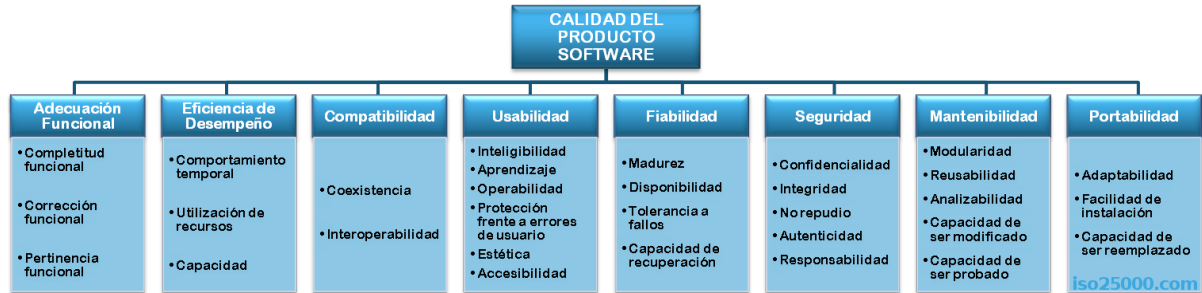 CALIDAD DEL
PRODUCTO
SOFTWARE
Adecuación
Funcional
• Completitud
funcional
• Corrección
funcional
• Pertinencia
funcional
Eficiencia de
Desempeño
• Comportamiento
temporal
• Utilización de
recursos
• Capacidad
Compatibilidad
• Coexistencia
• Interoperabilidad
Usabilidad
• Inteligibilidad
• Aprendizaje
• Operabilidad
• Protección
frente a errores
de usuario
• Estética
• Accesibilidad
Fiabilidad
• Madurez
• Disponibilidad
• Tolerancia a
fallos
• Capacidad de
recuperación
Seguridad
• Confidencialidad
• Integridad
• No repudio
• Autenticidad
• Responsabilidad
Mantenibilidad
• Modularidad
• Reusabilidad
• Analizabilidad
• Capacidad de
ser modificado
• Capacidad de
ser probado
Portabilidad
• Adaptabilidad
• Facilidad de
instalación
• Capacidad de
ser reemplazado
iso25000.com